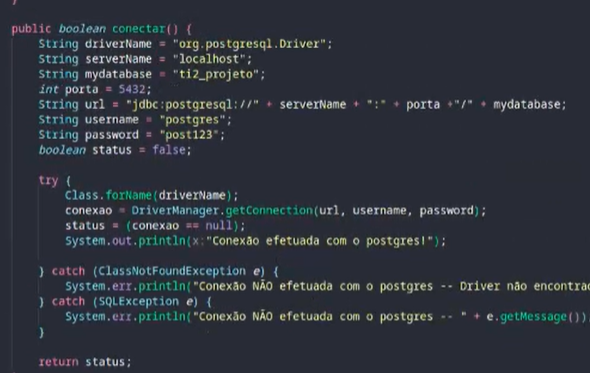 }
public boolean conectar() {
String driverName = "org.postgresql.Driver";
String serverName = "localhost";
String mydatabase = "ti2_projeto";
int porta = 5432;
String url = "jdbc:postgresql://" + serverName + ":" + porta +"/" + mydatabase;
String username = "postgres";
String password = "post123";
boolean status = false;
try {
Class.forName(driverName);
conexao = DriverManager.getConnection(url, username, password);
status = (conexao == null);
System.out.println(x:"Conexão efetuada com o postgres!");
} catch (ClassNotFoundException e) {
System.err.println("Conexão NÃO efetuada com o postgres -- Driver não encontrad
} catch (SQLException e) {
System.err.println("Conexão NÃO efetuada com o postgres -- " + e.getMessage())
}
return status;